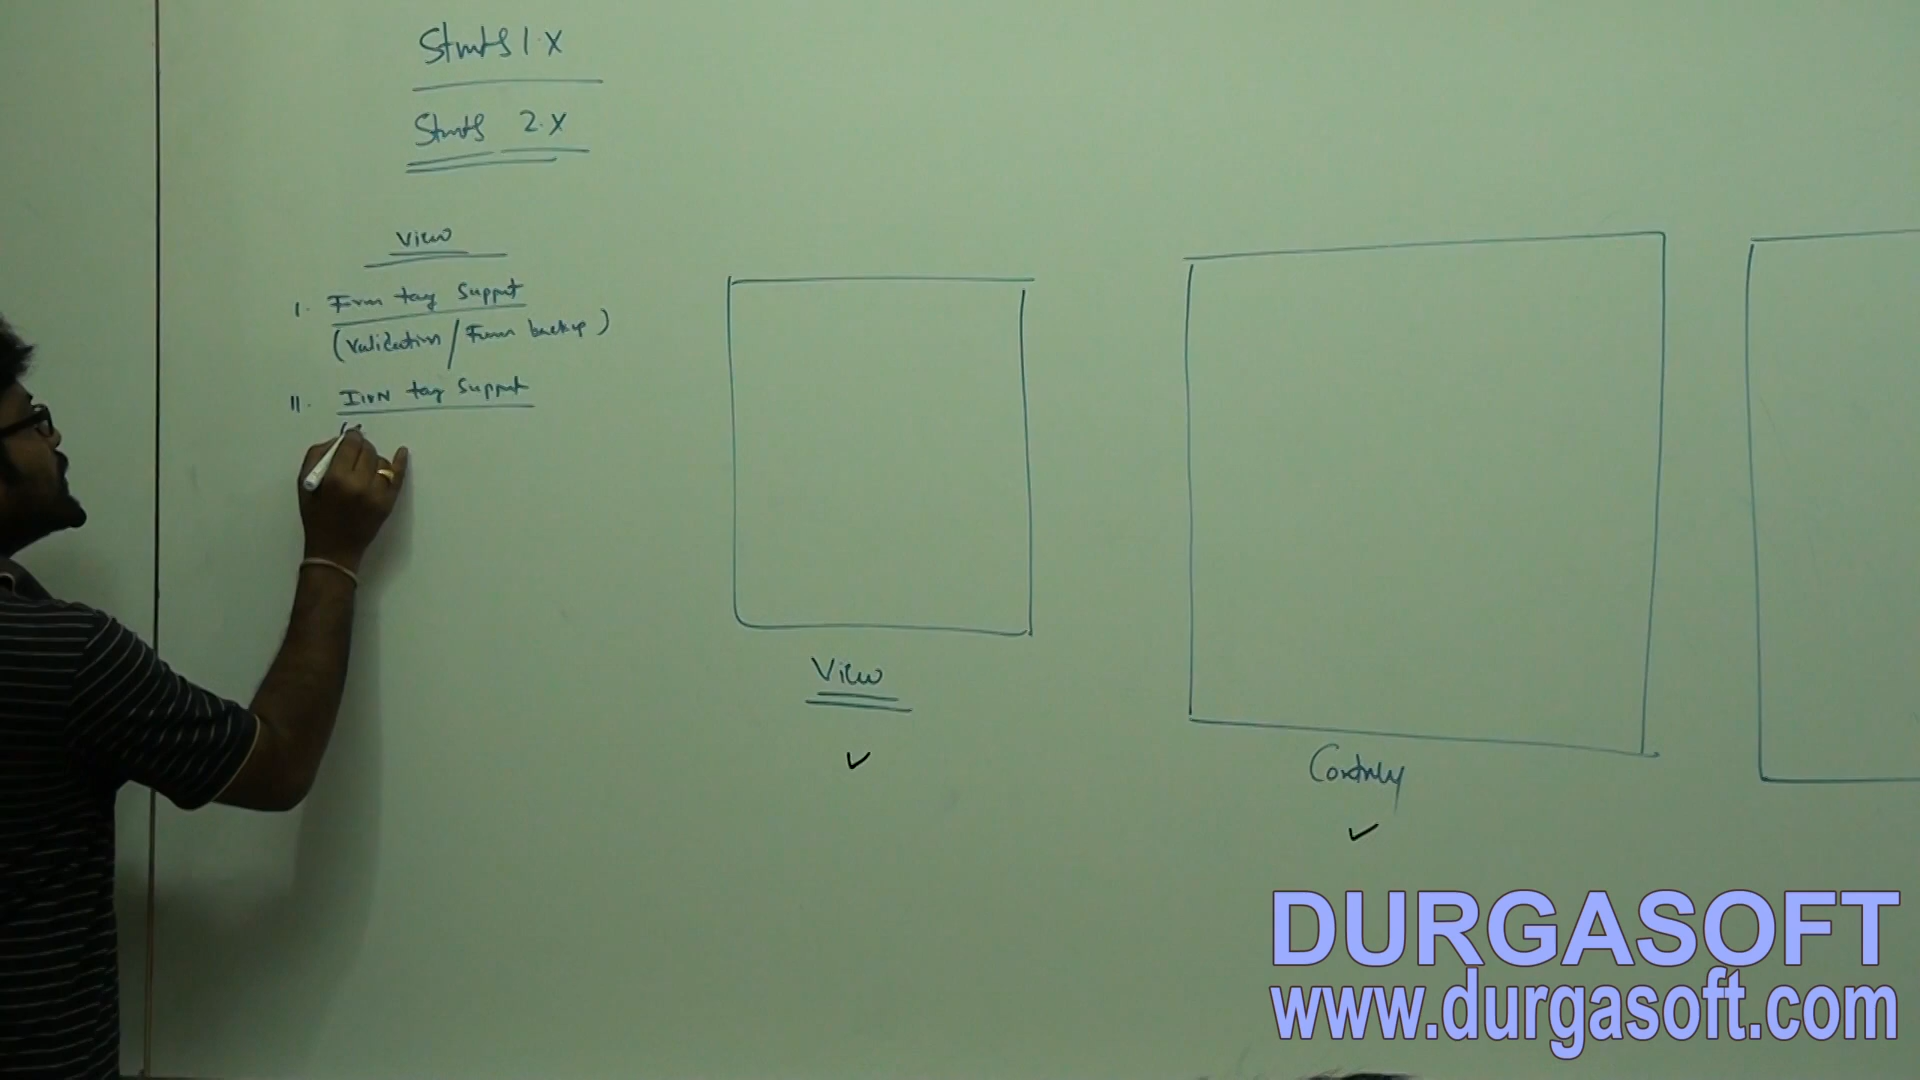 Struts 1.X
Struts 2.X
View
I. Form tag Support
(Validation / Form backup)
II. I18N tag Support
View
Controller
DURGASOFT
www.durgasoft.com